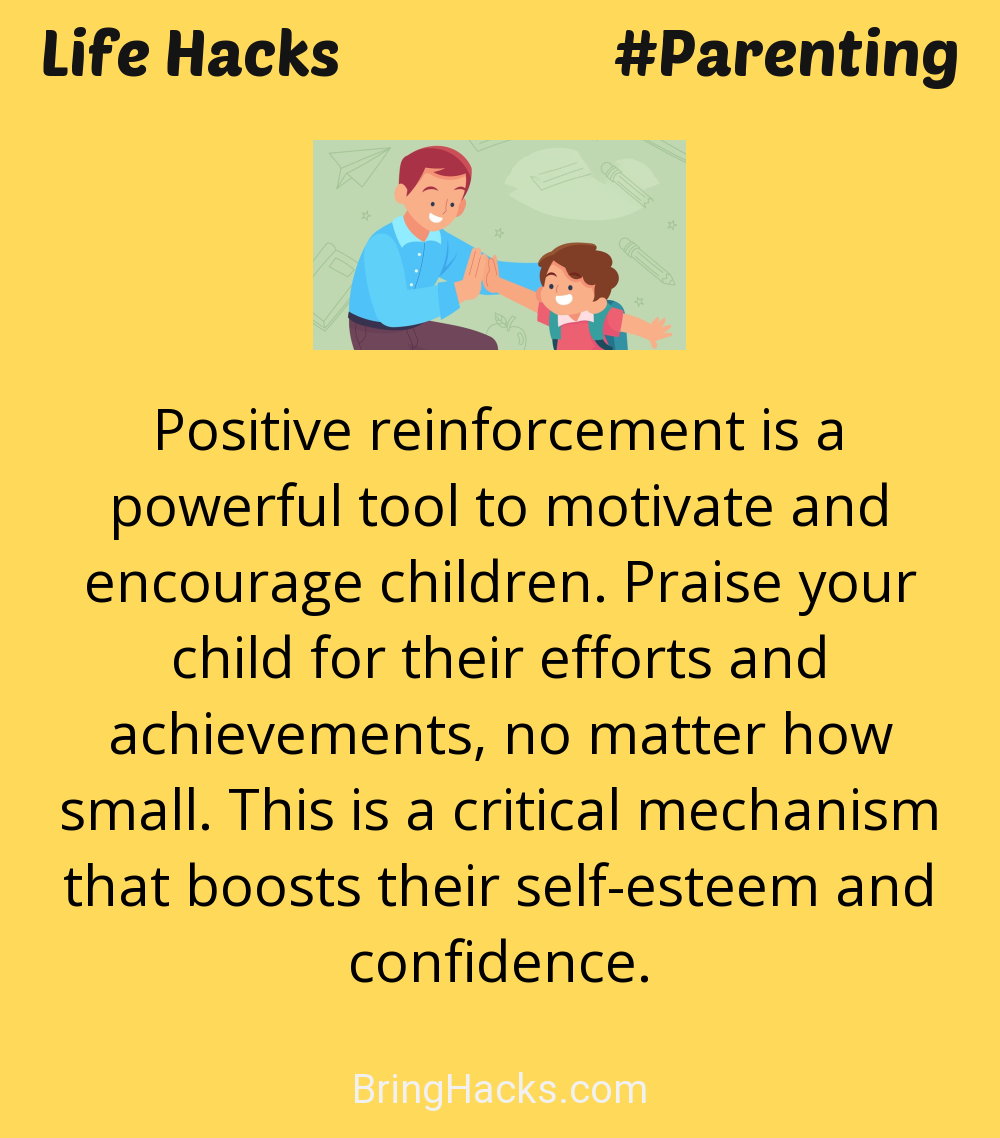 Life Hacks #Parenting
Positive reinforcement is a
powerful tool to motivate and
encourage children. Praise your
child for their efforts and
achievements, no matter how
small. This is a critical mechanism
that boosts their self-esteem and
confidence.
BringHacks.com